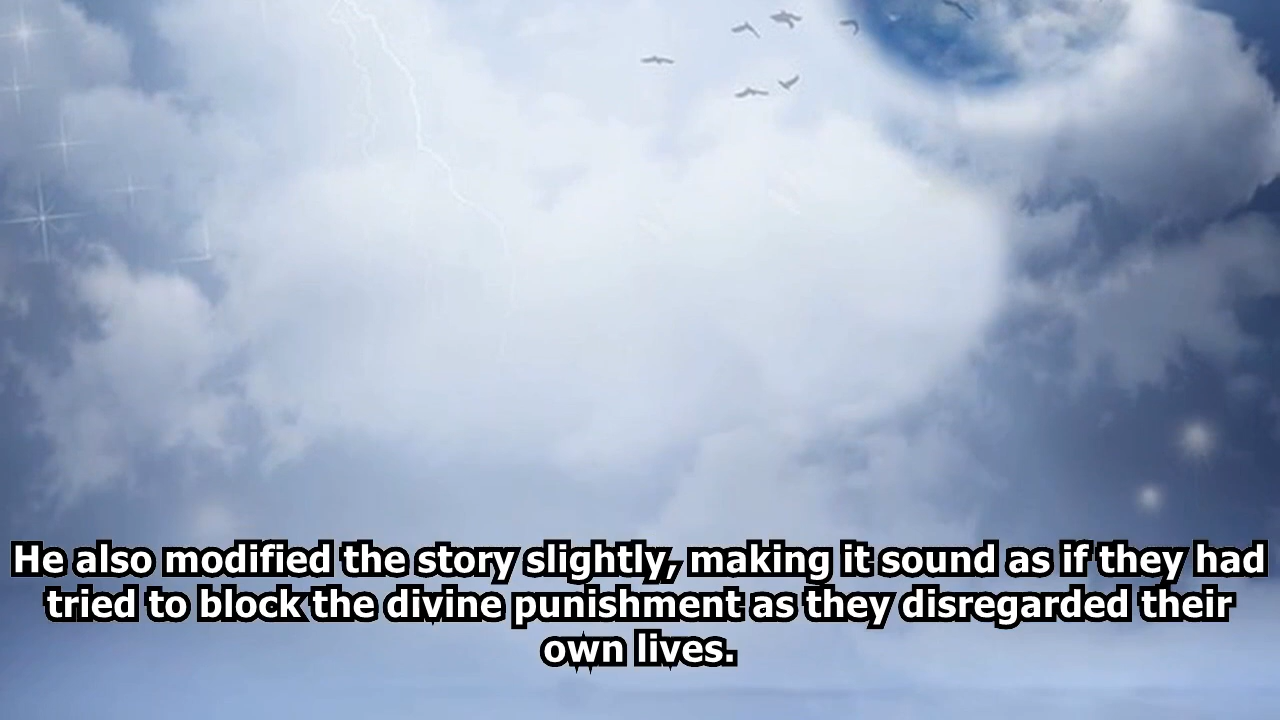 He also modified the story slightly, making it sound as if they had
tried to block the divine punishment as they disregarded their
own lives.